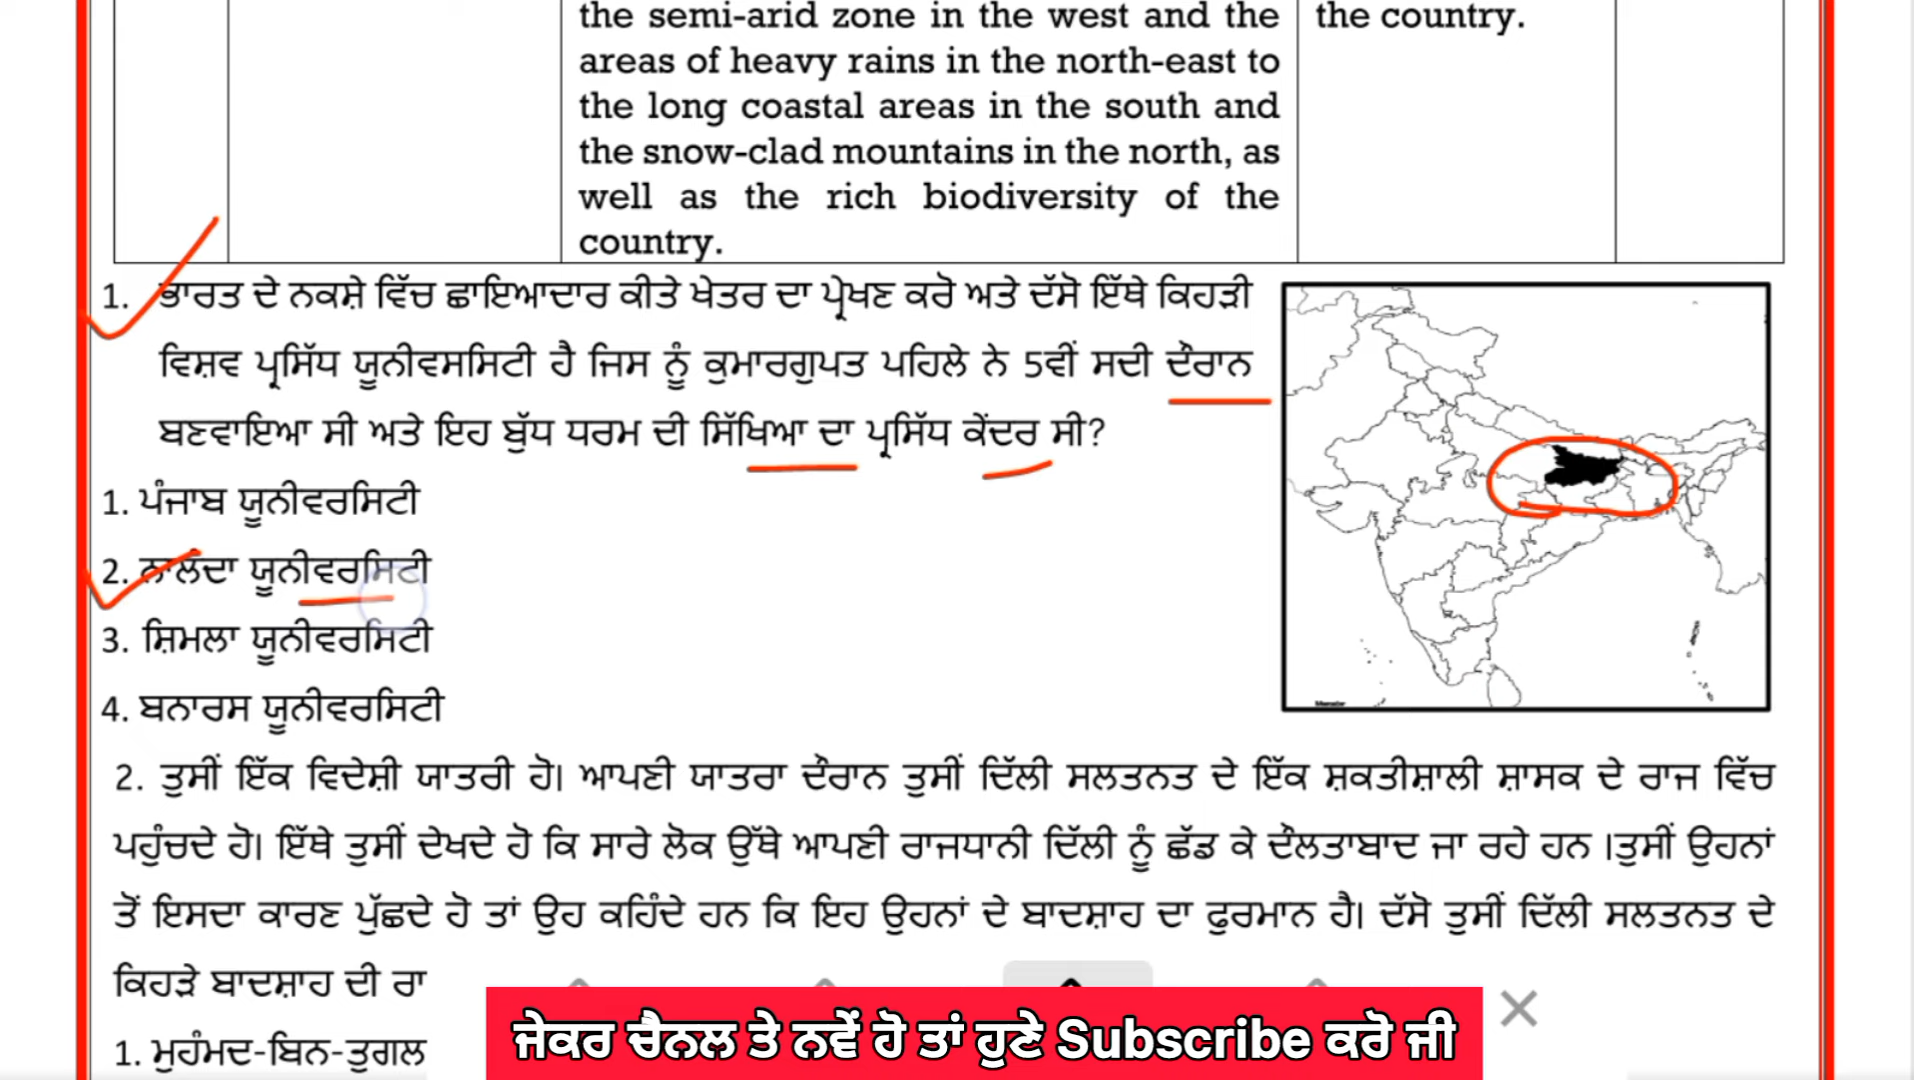 the semi-arid zone in the west and the
areas of heavy rains in the north-east to
the long coastal areas in the south and
the snow-clad mountains in the north, as
well as the rich biodiversity of the
country.
the country.
1. ਭਾਰਤ ਦੇ ਨਕਸ਼ੇ ਵਿੱਚ ਛਾਇਆਦਾਰ ਕੀਤੇ ਖੇਤਰ ਦਾ ਪ੍ਰੇਖਣ ਕਰੋ ਅਤੇ ਦੱਸੋ ਇੱਥੇ ਕਿਹੜੀ
ਵਿਸ਼ਵ ਪ੍ਰਸਿੱਧ ਯੂਨੀਵਸਸਿਟੀ ਹੈ ਜਿਸ ਨੂੰ ਕੁਮਾਰਗੁਪਤ ਪਹਿਲੇ ਨੇ 5ਵੀਂ ਸਦੀ ਦੌਰਾਨ
ਬਣਵਾਇਆ ਸੀ ਅਤੇ ਇਹ ਬੁੱਧ ਧਰਮ ਦੀ ਸਿੱਖਿਆ ਦਾ ਪ੍ਰਸਿੱਧ ਕੇਂਦਰ ਸੀ?
1. ਪੰਜਾਬ ਯੂਨੀਵਰਸਿਟੀ
2. ਨਾਲੰਦਾ ਯੂਨੀਵਰਸਿਟੀ
3. ਸ਼ਿਮਲਾ ਯੂਨੀਵਰਸਿਟੀ
4. ਬਨਾਰਸ ਯੂਨੀਵਰਸਿਟੀ
2. ਤੁਸੀਂ ਇੱਕ ਵਿਦੇਸ਼ੀ ਯਾਤਰੀ ਹੋ। ਆਪਣੀ ਯਾਤਰਾ ਦੌਰਾਨ ਤੁਸੀਂ ਦਿੱਲੀ ਸਲਤਨਤ ਦੇ ਇੱਕ ਸ਼ਕਤੀਸ਼ਾਲੀ ਸ਼ਾਸਕ ਦੇ ਰਾਜ ਵਿੱਚ
ਪਹੁੰਚਦੇ ਹੋ। ਇੱਥੇ ਤੁਸੀਂ ਦੇਖਦੇ ਹੋ ਕਿ ਸਾਰੇ ਲੋਕ ਉੱਥੇ ਆਪਣੀ ਰਾਜਧਾਨੀ ਦਿੱਲੀ ਨੂੰ ਛੱਡ ਕੇ ਦੌਲਤਾਬਾਦ ਜਾ ਰਹੇ ਹਨ ।ਤੁਸੀਂ ਉਹਨਾਂ
ਤੋਂ ਇਸਦਾ ਕਾਰਣ ਪੁੱਛਦੇ ਹੋ ਤਾਂ ਉਹ ਕਹਿੰਦੇ ਹਨ ਕਿ ਇਹ ਉਹਨਾਂ ਦੇ ਬਾਦਸ਼ਾਹ ਦਾ ਫੁਰਮਾਨ ਹੈ। ਦੱਸੋ ਤੁਸੀਂ ਦਿੱਲੀ ਸਲਤਨਤ ਦੇ
ਕਿਹੜੇ ਬਾਦਸ਼ਾਹ ਦੀ ਰਾ
1. ਮੁਹੰਮਦ-ਬਿਨ-ਤੁਗਲ
ਜੇਕਰ ਚੈਨਲ ਤੇ ਨਵੇਂ ਹੋ ਤਾਂ ਹੁਣੇ Subscribe ਕਰੋ ਜੀ